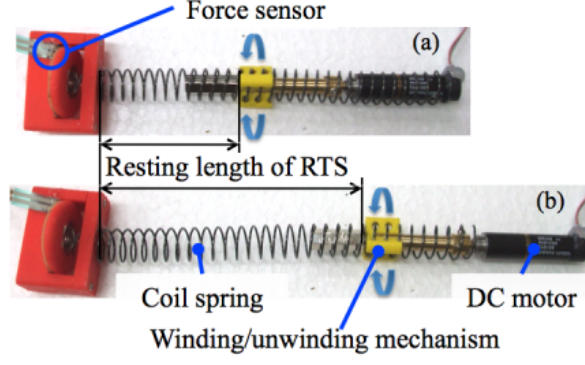 Force sensor
(a)
Resting length of RTS
(b)
Coil spring
DC motor
Winding/unwinding mechanism